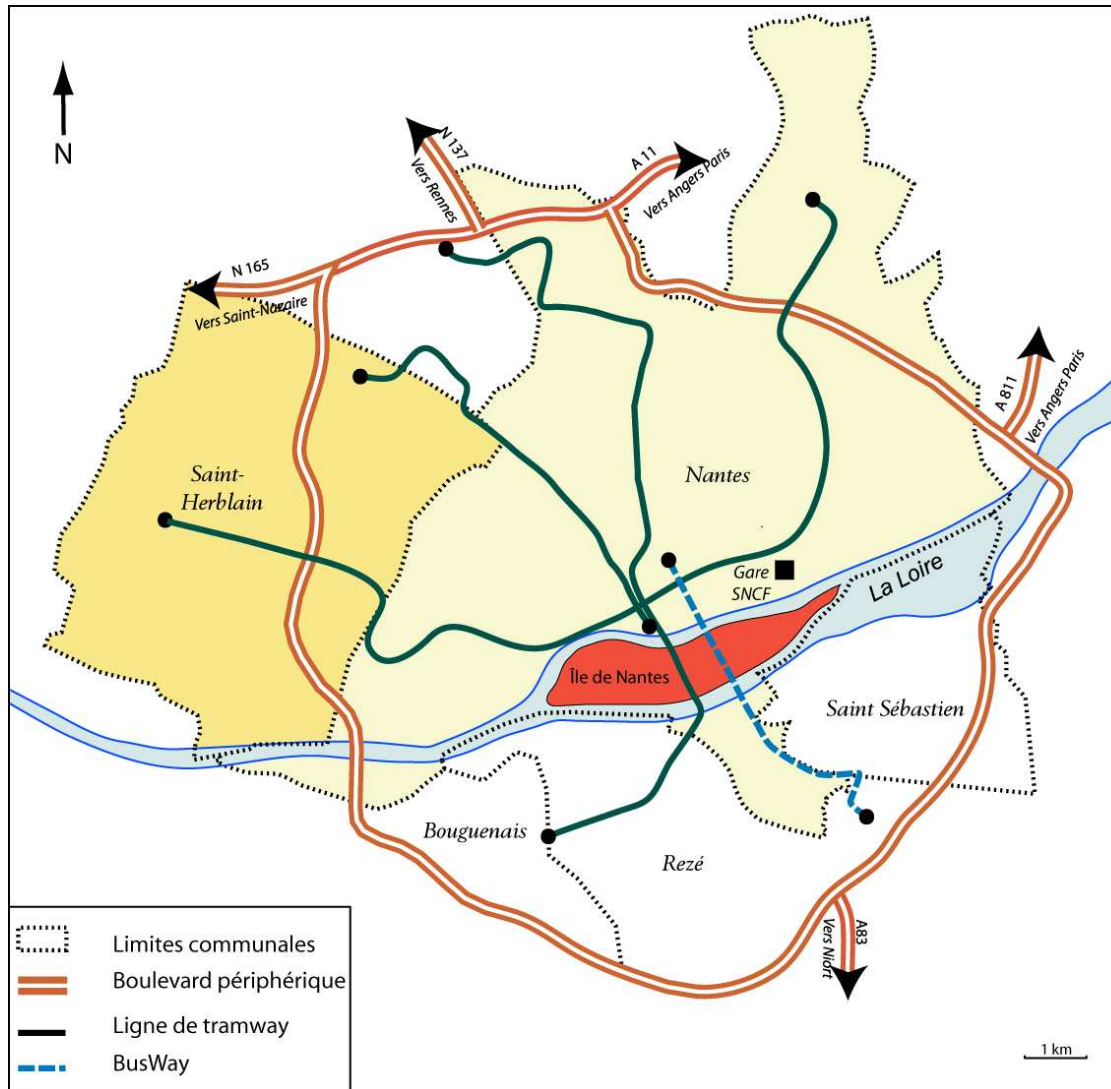 N
N 137
Vers Rennes
A 11
Vers Angers Paris
N 165
Vers Saint-Nazaire
A 811
Vers Angers Paris
Saint-
Herblain
Nantes
Gare
SNCF
La Loire
Île de Nantes
Saint Sébastien
Bouguenais
Rezé
A83
Vers Niort
Limites communales
Boulevard périphérique
Ligne de tramway
BusWay
1 km